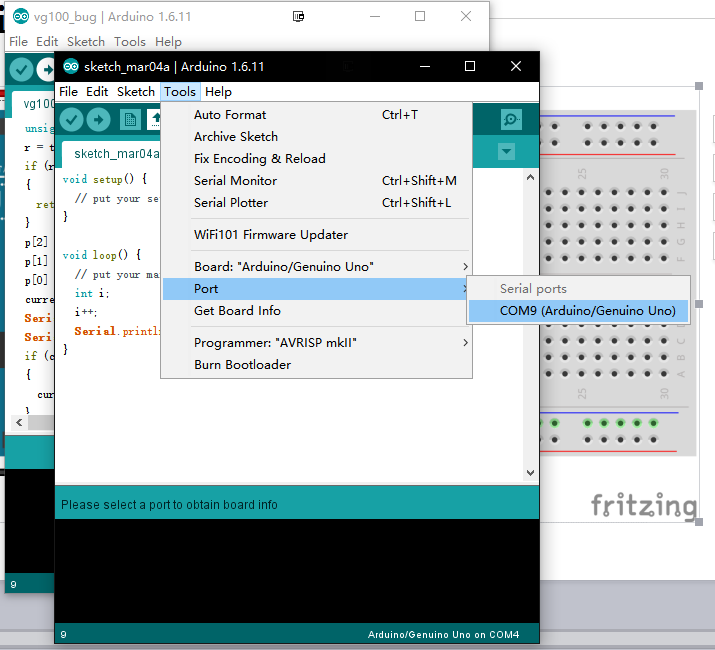 vg100_bug | Arduino 1.6.11
File Edit Sketch Tools Help
vg100
unsig
r = t
if (r
{
ret
}
p[2]
p[1]
p[0]
curre
Seri
Seri
if (c
{
cur
}
9
sketch_mar04a | Arduino 1.6.11
File Edit Sketch Tools Help
sketch_mar04a
void setup() {
// put your se
}
void loop() {
// put your ma
int i;
i++;
Serial.printl
}
Auto Format Ctrl+T
Archive Sketch
Fix Encoding & Reload
Serial Monitor Ctrl+Shift+M
Serial Plotter Ctrl+Shift+L
WiFi101 Firmware Updater
Board: "Arduino/Genuino Uno"
Port
Get Board Info
Programmer: "AVRISP mkII"
Burn Bootloader
Serial ports
COM9 (Arduino/Genuino Uno)
Please select a port to obtain board info
9 Arduino/Genuino Uno on COM4
25 30
J
I
H
G
F
C
B
A
25 30
fritzing